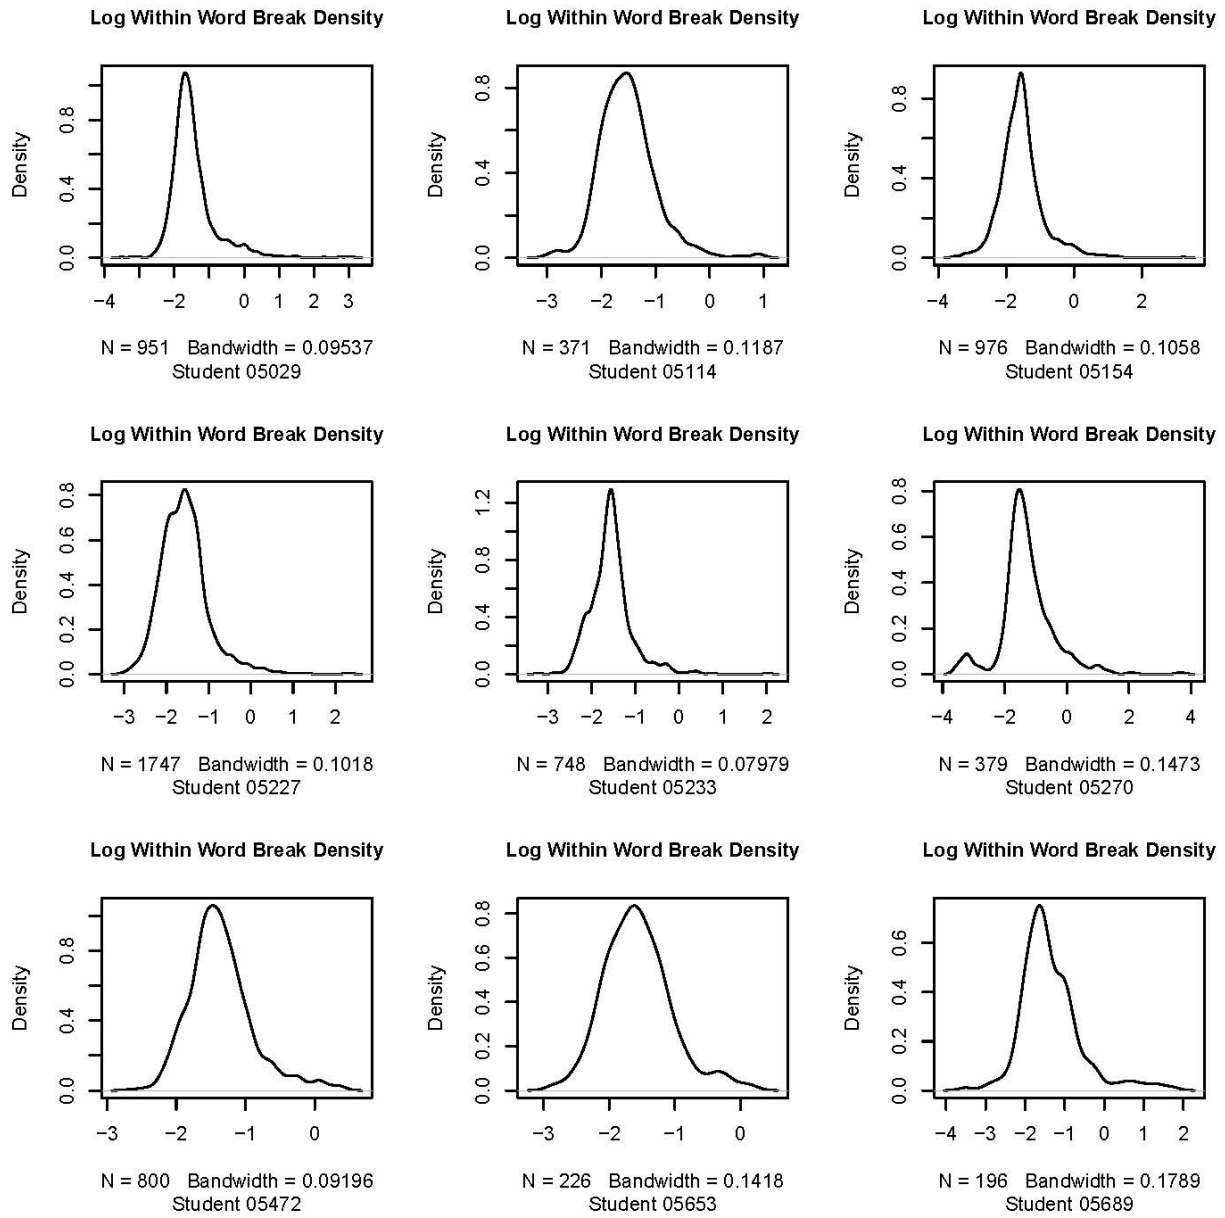 Log Within Word Break Density
Density
0.0 0.4 0.8
−4 −2 0 1 2 3
N = 951 Bandwidth = 0.09537
Student 05029
Log Within Word Break Density
Density
0.0 0.4 0.8
−3 −2 −1 0 1
N = 371 Bandwidth = 0.1187
Student 05114
Log Within Word Break Density
Density
0.0 0.4 0.8
−4 −2 0 2
N = 976 Bandwidth = 0.1058
Student 05154
Log Within Word Break Density
Density
0.0 0.2 0.4 0.6 0.8
−3 −2 −1 0 1 2
N = 1747 Bandwidth = 0.1018
Student 05227
Log Within Word Break Density
Density
0.0 0.4 0.8 1.2
−3 −2 −1 0 1 2
N = 748 Bandwidth = 0.07979
Student 05233
Log Within Word Break Density
Density
0.0 0.2 0.4 0.6 0.8
−4 −2 0 2 4
N = 379 Bandwidth = 0.1473
Student 05270
Log Within Word Break Density
Density
0.0 0.4 0.8
−3 −2 −1 0
N = 800 Bandwidth = 0.09196
Student 05472
Log Within Word Break Density
Density
0.0 0.2 0.4 0.6 0.8
−3 −2 −1 0
N = 226 Bandwidth = 0.1418
Student 05653
Log Within Word Break Density
Density
0.0 0.2 0.4 0.6
−4 −3 −2 −1 0 1 2
N = 196 Bandwidth = 0.1789
Student 05689